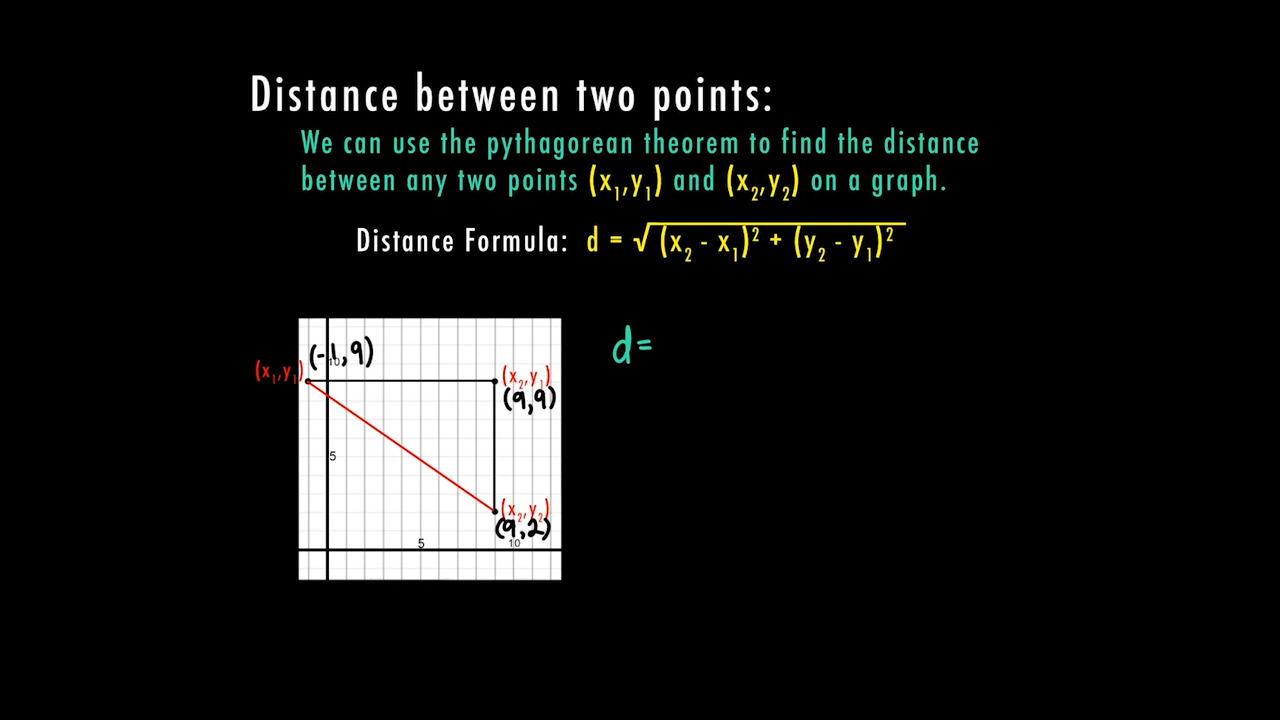 Distance between two points:
We can use the pythagorean theorem to find the distance
between any two points (x₁,y₁) and (x₂,y₂) on a graph.
Distance Formula: d = √(x₂ - x₁)² + (y₂ - y₁)²
(-1,9)
10
(x₁,y₁)
(x₂,y₁)
(9,9)
d=
5
(x₂,y₂)
(9,2)
5
10